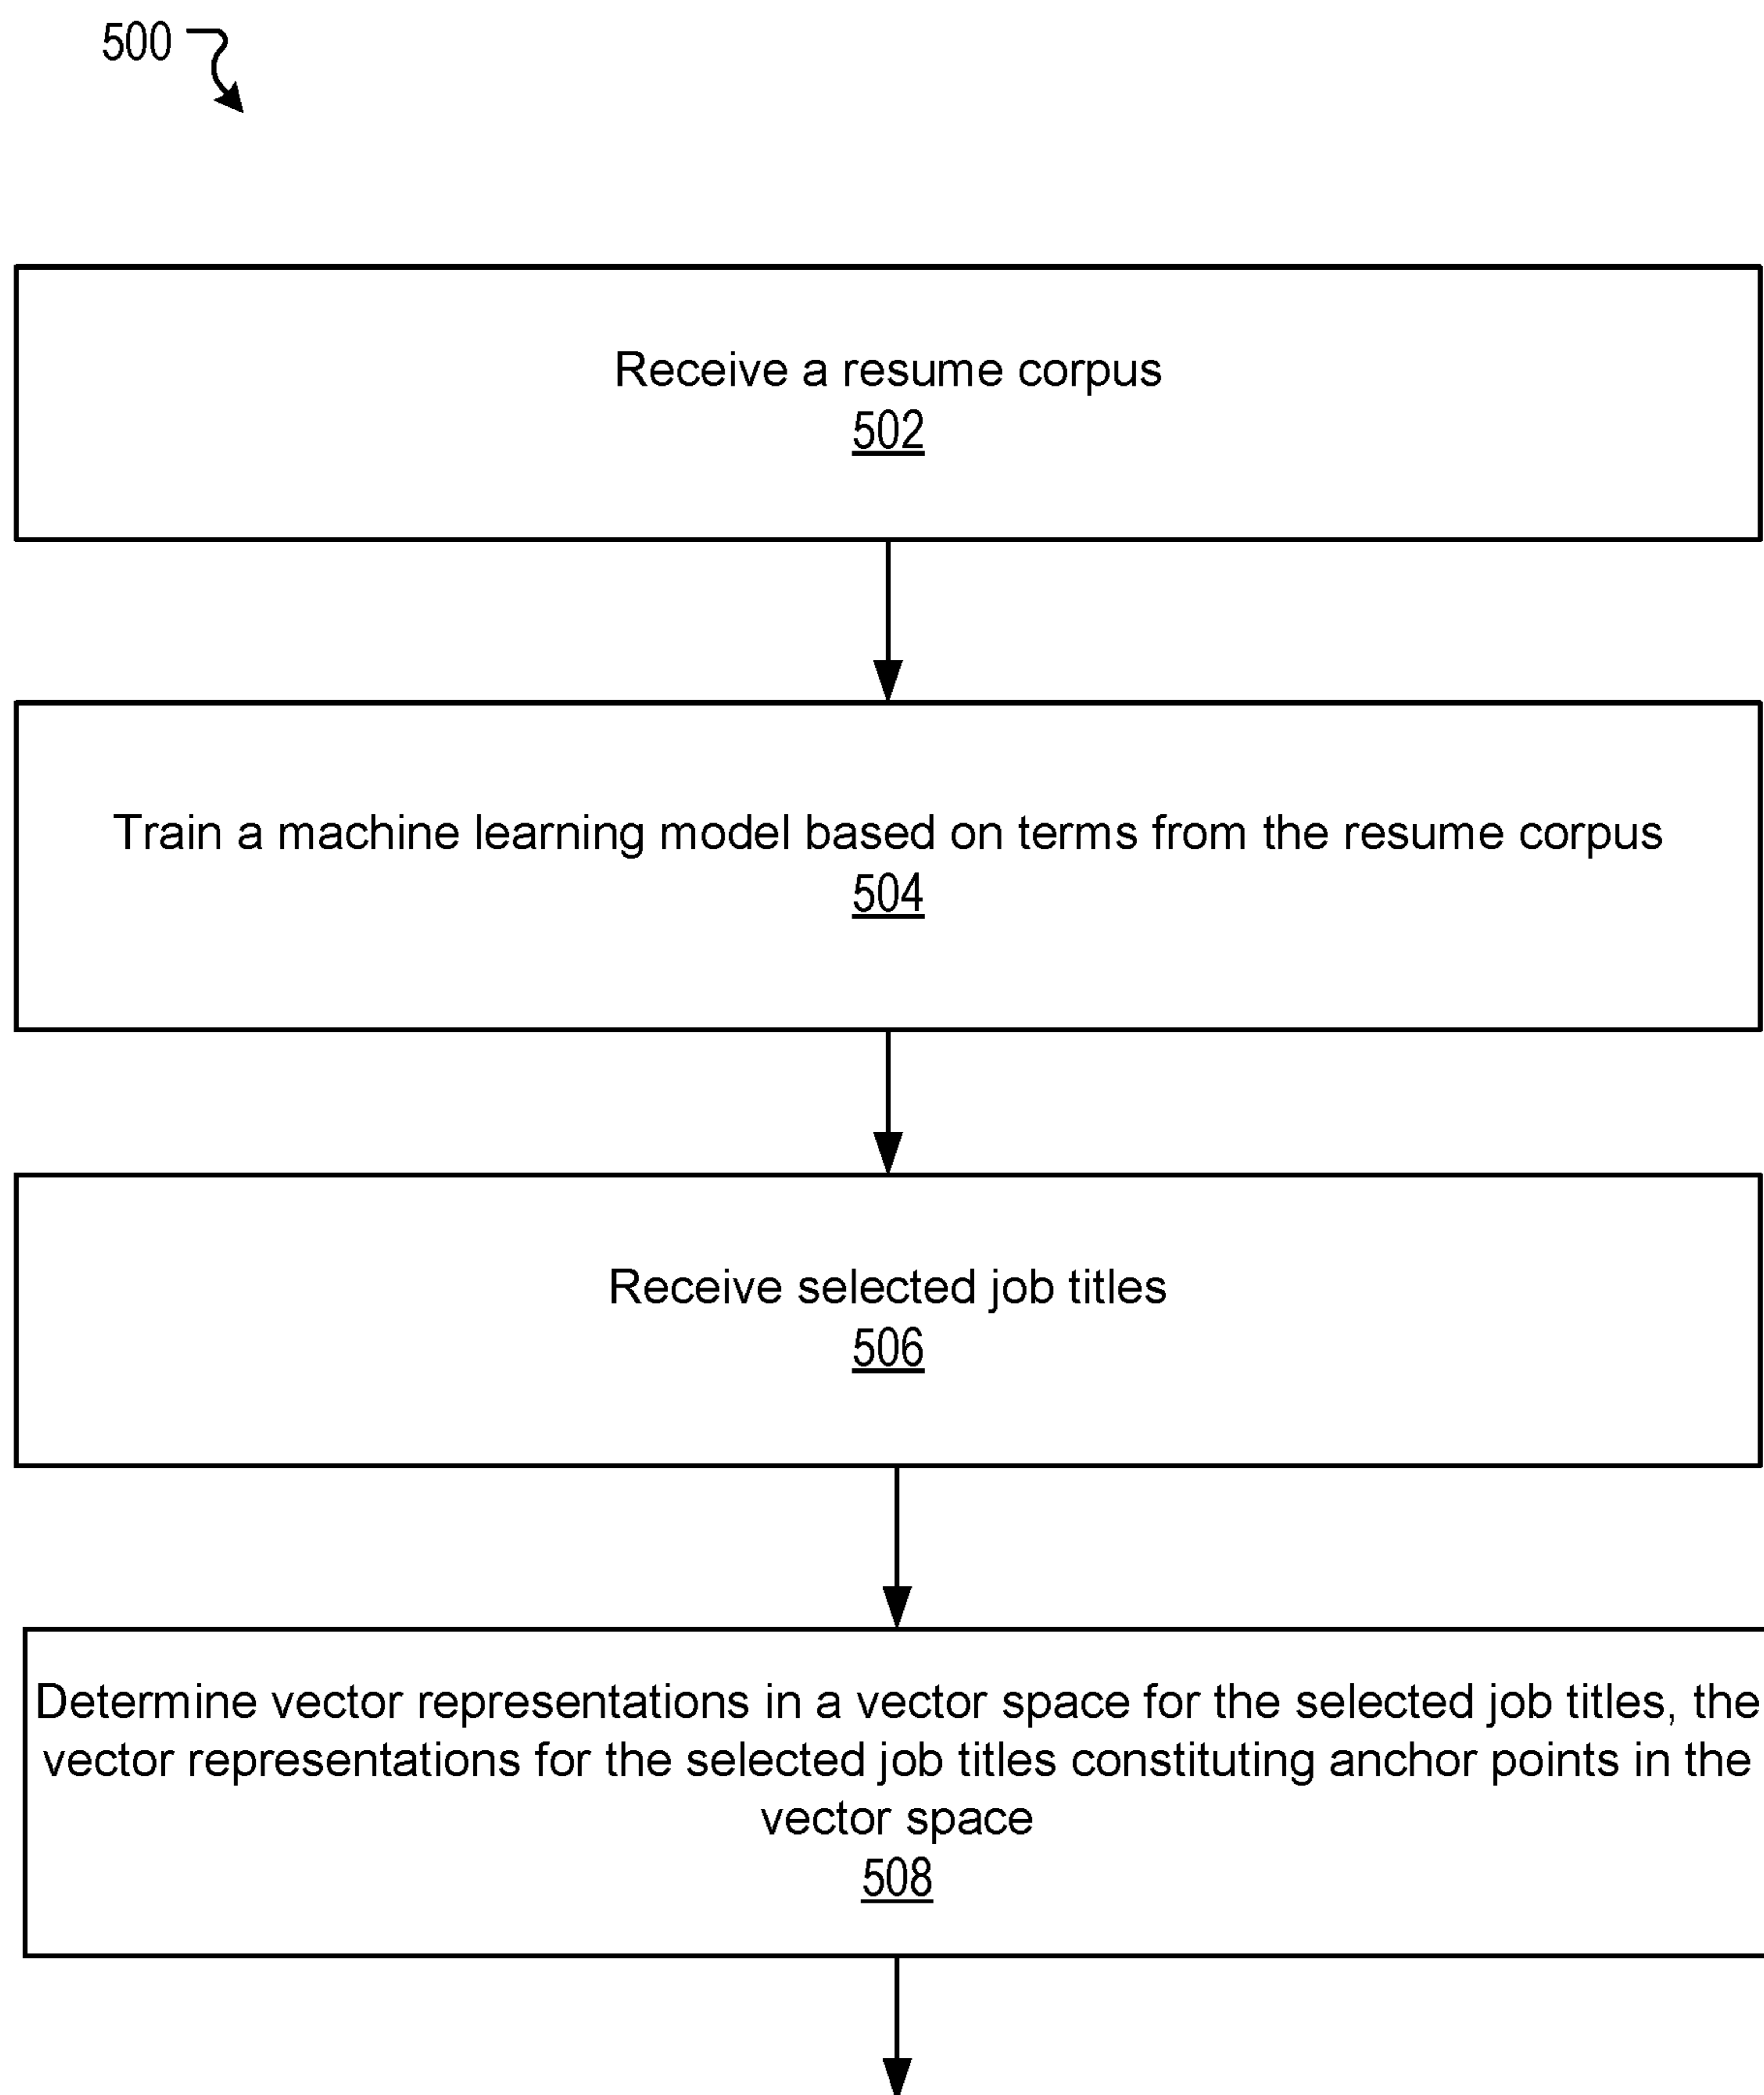 500
Receive a resume corpus
502
Train a machine learning model based on terms from the resume corpus
504
Receive selected job titles
506
Determine vector representations in a vector space for the selected job titles, the
vector representations for the selected job titles constituting anchor points in the
vector space
508